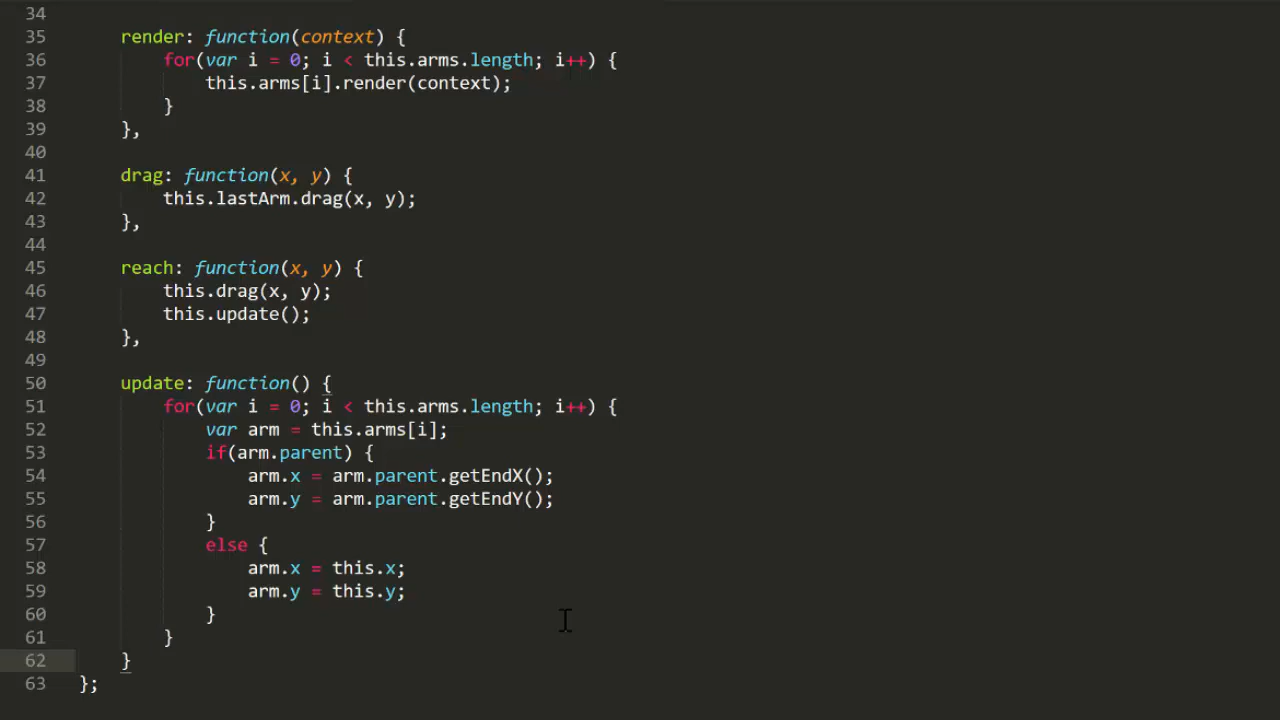 34
35 render: function(context) {
36 for(var i = 0; i < this.arms.length; i++) {
37 this.arms[i].render(context);
38 }
39 },
40
41 drag: function(x, y) {
42 this.lastArm.drag(x, y);
43 },
44
45 reach: function(x, y) {
46 this.drag(x, y);
47 this.update();
48 },
49
50 update: function() {
51 for(var i = 0; i < this.arms.length; i++) {
52 var arm = this.arms[i];
53 if(arm.parent) {
54 arm.x = arm.parent.getEndX();
55 arm.y = arm.parent.getEndY();
56 }
57 else {
58 arm.x = this.x;
59 arm.y = this.y;
60 }
61 }
62 }
63 };